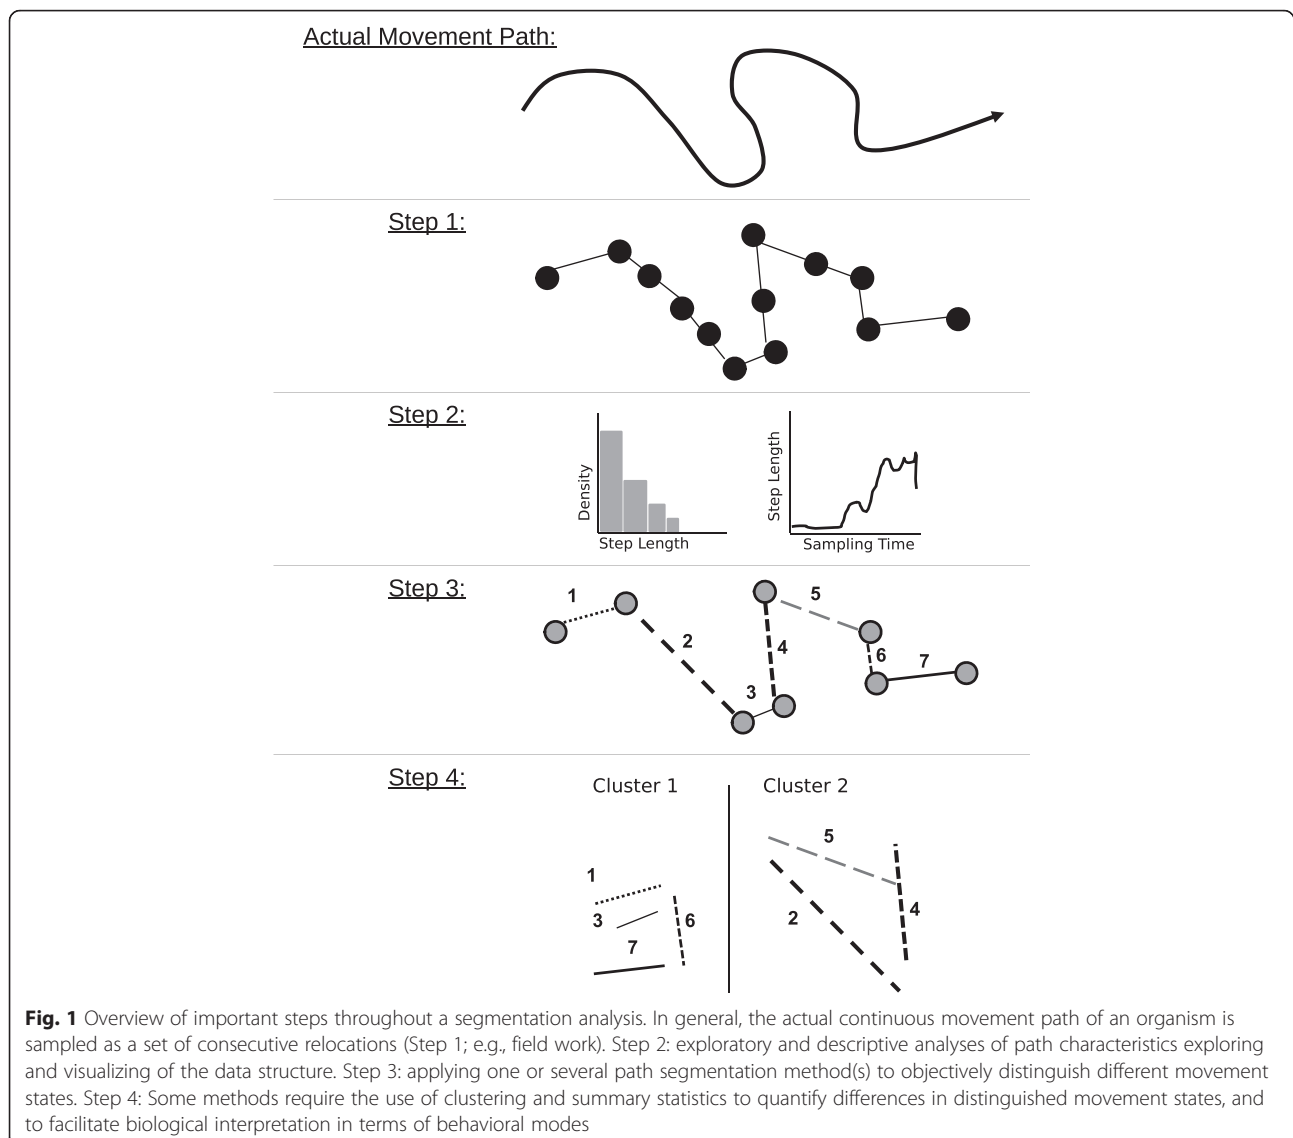 Actual Movement Path:
Step 1:
Step 2:
Density
Step Length
Step Length
Sampling Time
Step 3:
1
2
3
4
5
6
7
Step 4:
Cluster 1
Cluster 2
1
3
7
6
5
2
4
Fig. 1 Overview of important steps throughout a segmentation analysis. In general, the actual continuous movement path of an organism is
sampled as a set of consecutive relocations (Step 1; e.g., field work). Step 2: exploratory and descriptive analyses of path characteristics exploring
and visualizing of the data structure. Step 3: applying one or several path segmentation method(s) to objectively distinguish different movement
states. Step 4: Some methods require the use of clustering and summary statistics to quantify differences in distinguished movement states, and
to facilitate biological interpretation in terms of behavioral modes